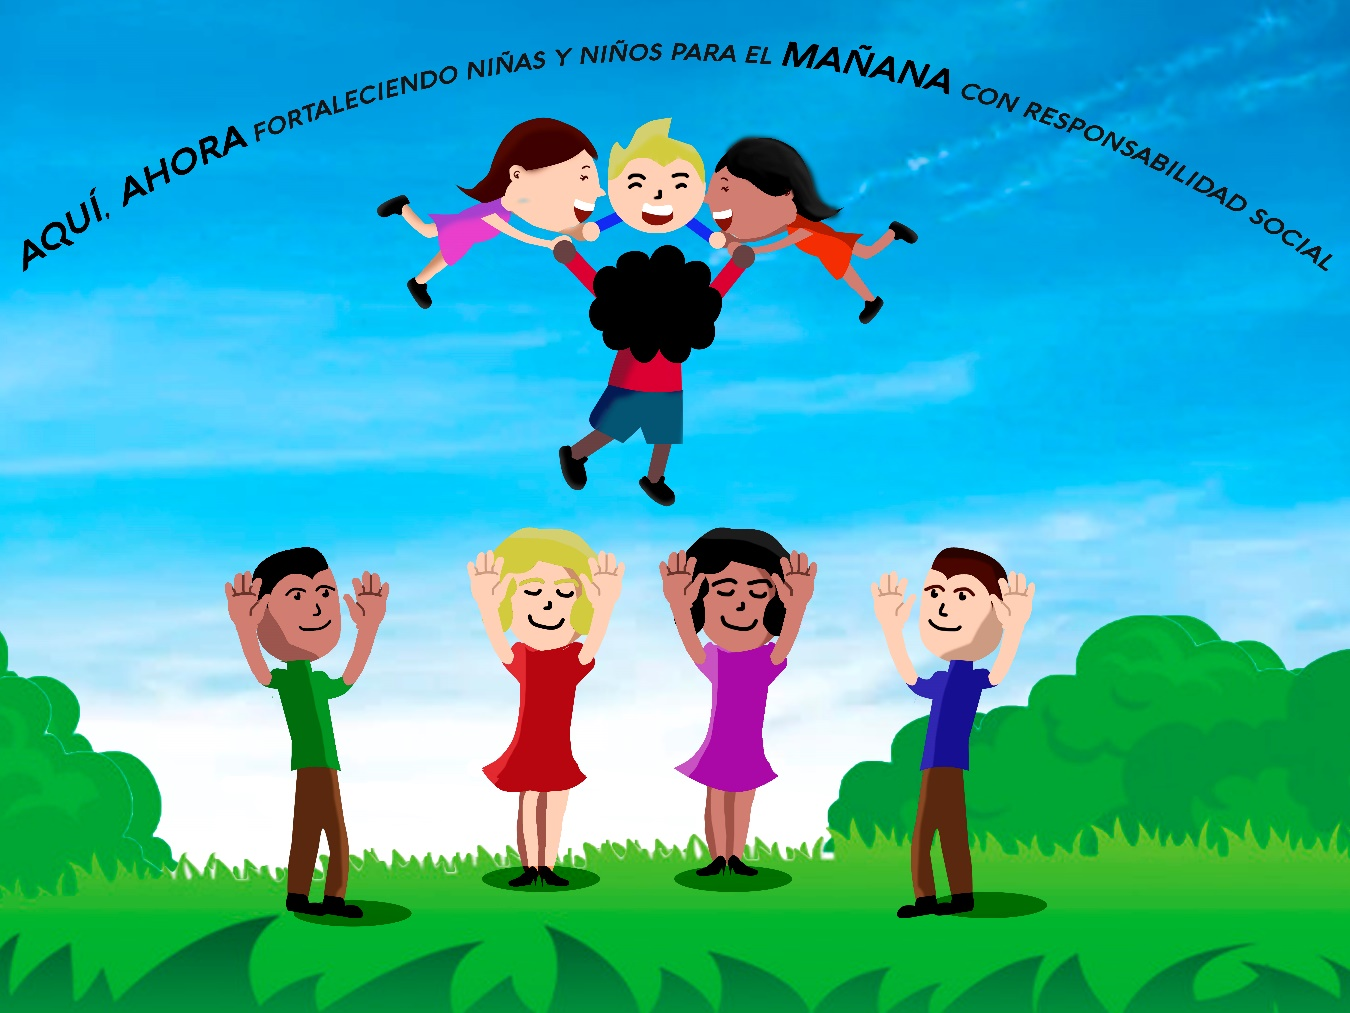 AQUÍ, AHORA FORTALECIENDO NIÑAS Y NIÑOS PARA EL MAÑANA CON RESPONSABILIDAD SOCIAL